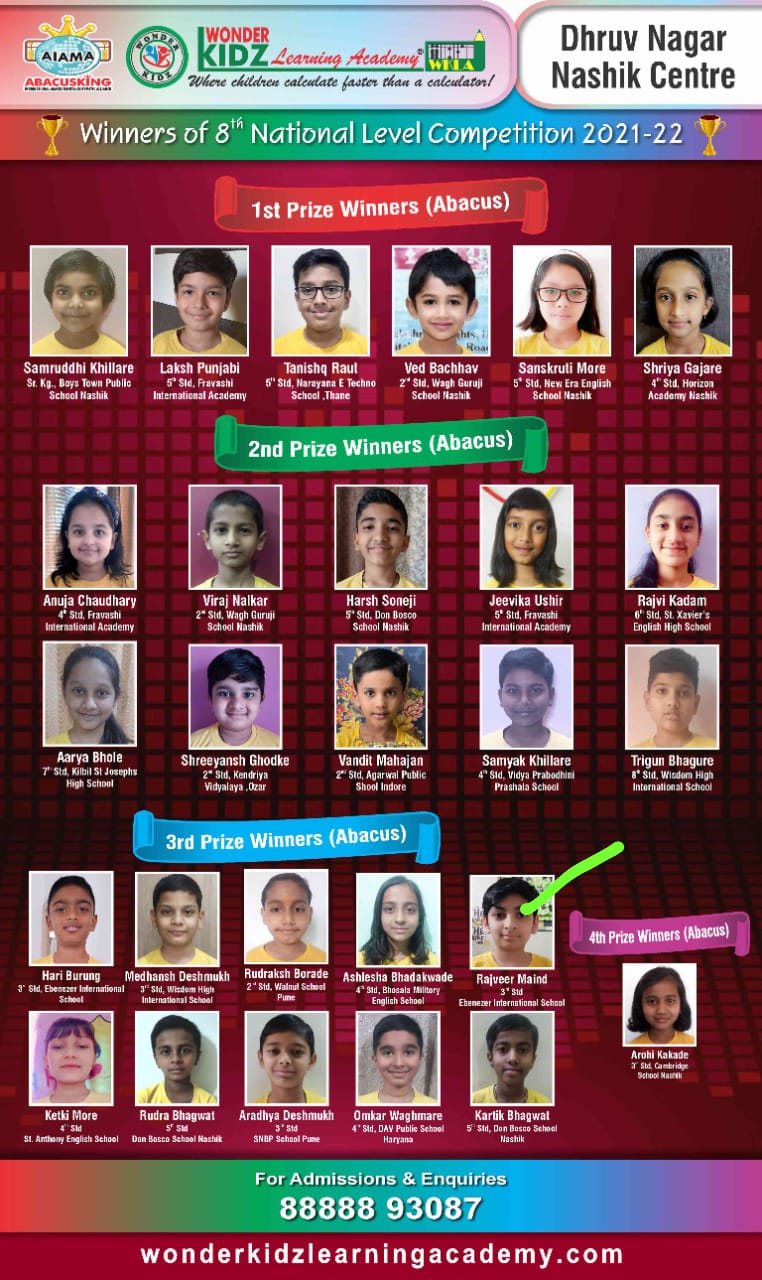 AIAMA
ABACUSKING
WONDER
KIDZ
WONDER
KIDZ Learning Academy
WKLA
Where children calculate faster than a calculator!
Dhruv Nagar
Nashik Centre
Winners of 8th National Level Competition 2021-22
1st Prize Winners (Abacus)
Samruddhi Khillare
Sr. Kg., Boys Town Public
School Nashik
Laksh Punjabi
5th Std, Fravashi
International Academy
Tanishq Raut
5th Std, Narayana E Techno
School ,Thane
Ved Bachhav
2nd Std, Wagh Guruji
School Nashik
Sanskruti More
5th Std, New Era English
School Nashik
Shriya Gajare
4th Std, Horizon
Academy Nashik
2nd Prize Winners (Abacus)
Anuja Chaudhary
4th Std, Fravashi
International Academy
Viraj Nalkar
2nd Std, Wagh Guruji
School Nashik
Harsh Soneji
5th Std, Don Bosco
School Nashik
Jeevika Ushir
5th Std, Fravashi
International Academy
Rajvi Kadam
6th Std, St. Xavier's
English High School
Aarya Bhole
7th Std, Kilbil St Josephs
High School
Shreeyansh Ghodke
2nd Std, Kendriya
Vidyalaya ,Ozar
Vandit Mahajan
2nd Std, Agarwal Public
Shool Indore
Samyak Khillare
4th Std, Vidya Prabodhini
Prashala School
Trigun Bhagure
8th Std, Wisdom High
International School
3rd Prize Winners (Abacus)
Hari Burung
3rd Std, Ebenezer International
School
Medhansh Deshmukh
3rd Std, Wisdom High
International School
Rudraksh Borade
2nd Std, Walnut School
Pune
Ashlesha Bhadakwade
4th Std, Bhosala Military
English School
Rajveer Maind
3rd Std
Ebenezer International School
4th Prize Winners (Abacus)
Arohi Kakade
3rd Std, Cambridge
School Nashik
Ketki More
4th Std
St. Anthony English School
Rudra Bhagwat
5th Std
Don Bosco School Nashik
Aradhya Deshmukh
3rd Std
SNBP School Pune
Omkar Waghmare
4th Std, DAV Public School
Haryana
Kartik Bhagwat
5th Std, Don Bosco School
Nashik
For Admissions & Enquiries
88888 93087
wonderkidzlearningacademy.com